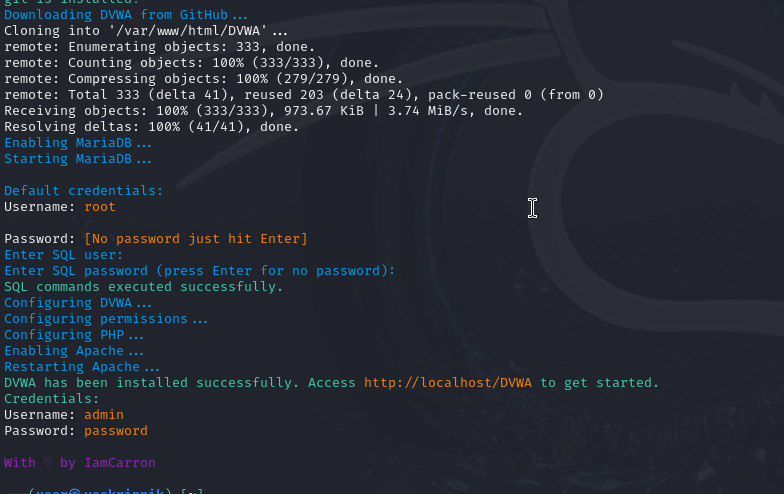 git is installed!
Downloading DVWA from GitHub...
Cloning into '/var/www/html/DVWA'...
remote: Enumerating objects: 333, done.
remote: Counting objects: 100% (333/333), done.
remote: Compressing objects: 100% (279/279), done.
remote: Total 333 (delta 41), reused 203 (delta 24), pack-reused 0 (from 0)
Receiving objects: 100% (333/333), 973.67 KiB | 3.74 MiB/s, done.
Resolving deltas: 100% (41/41), done.
Enabling MariaDB...
Starting MariaDB...
Default credentials:
Username: root
Password: [No password just hit Enter]
Enter SQL user:
Enter SQL password (press Enter for no password):
SQL commands executed successfully.
Configuring DVWA...
Configuring permissions...
Configuring PHP...
Enabling Apache...
Restarting Apache...
DVWA has been installed successfully. Access http://localhost/DVWA to get started.
Credentials:
Username: admin
Password: password
With ♡ by IamCarron